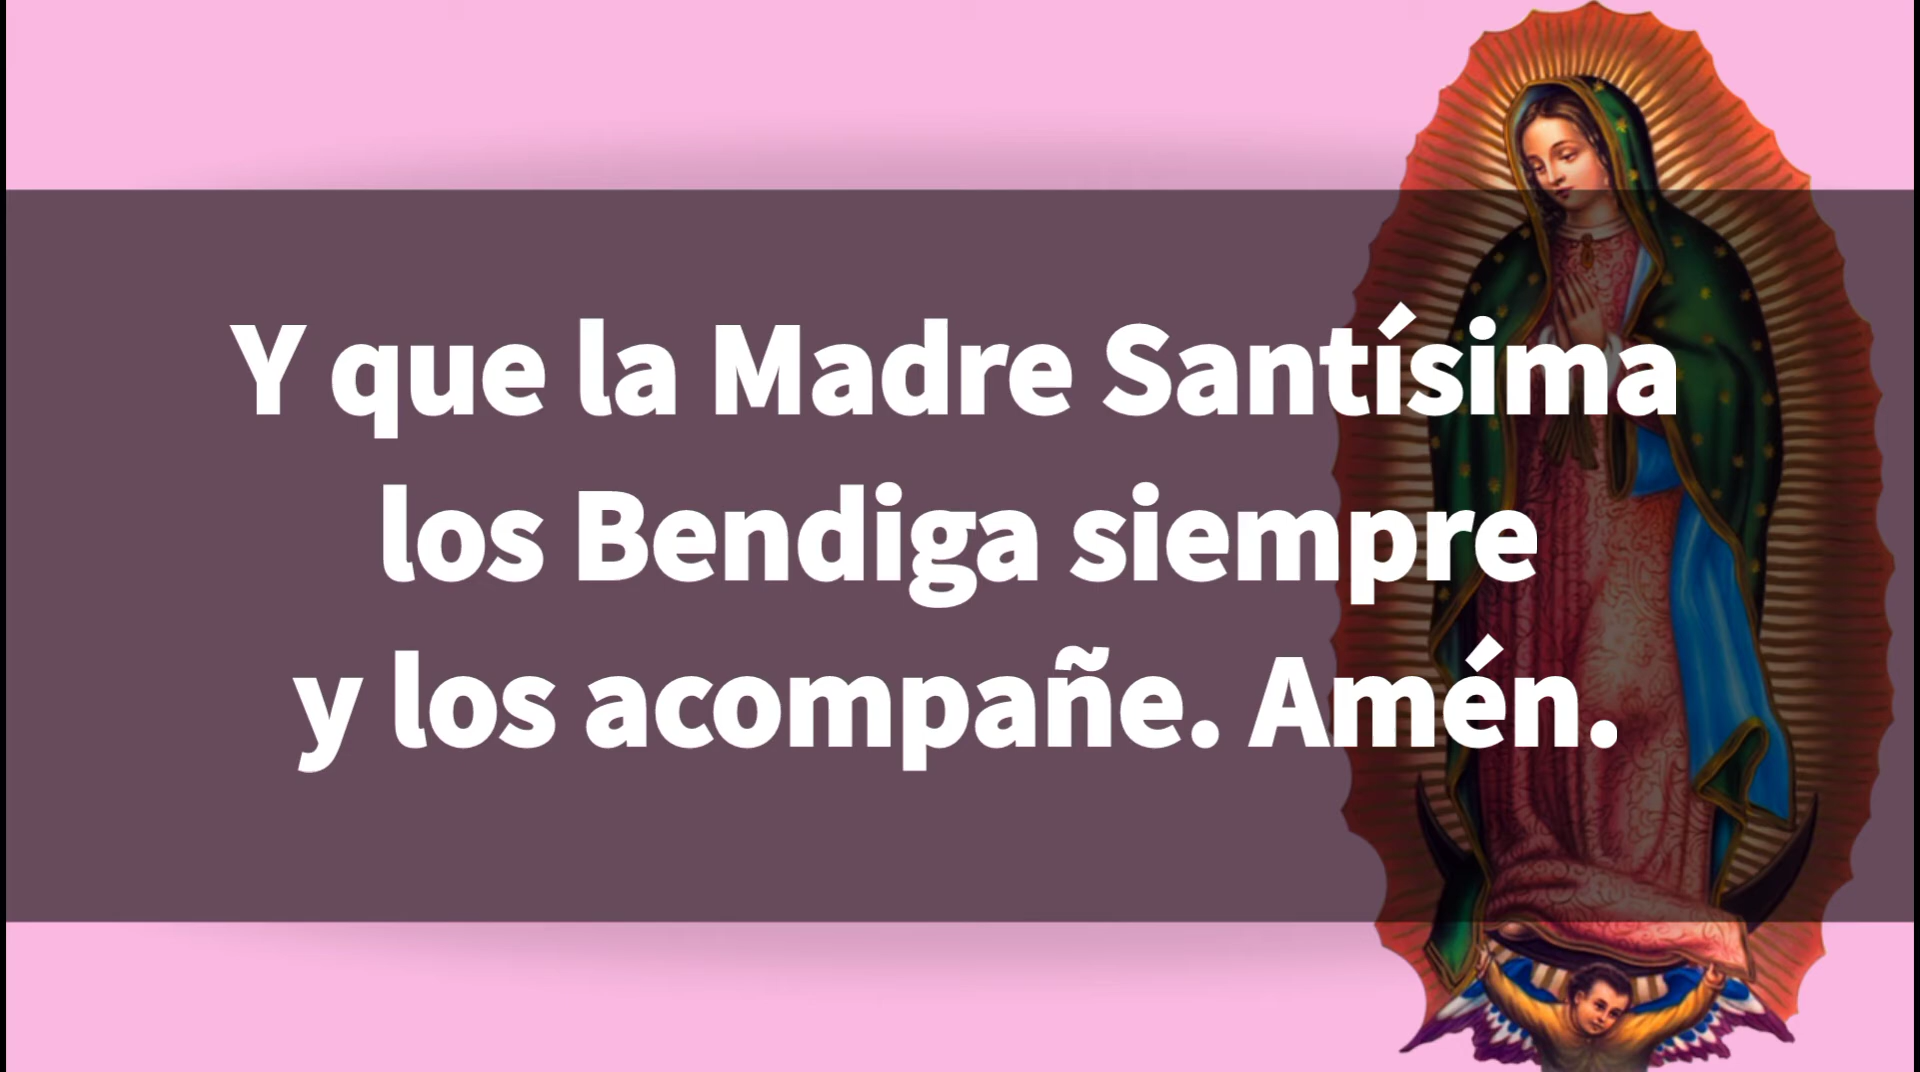 Y que la Madre Santísima
los Bendiga siempre
y los acompañe. Amén.